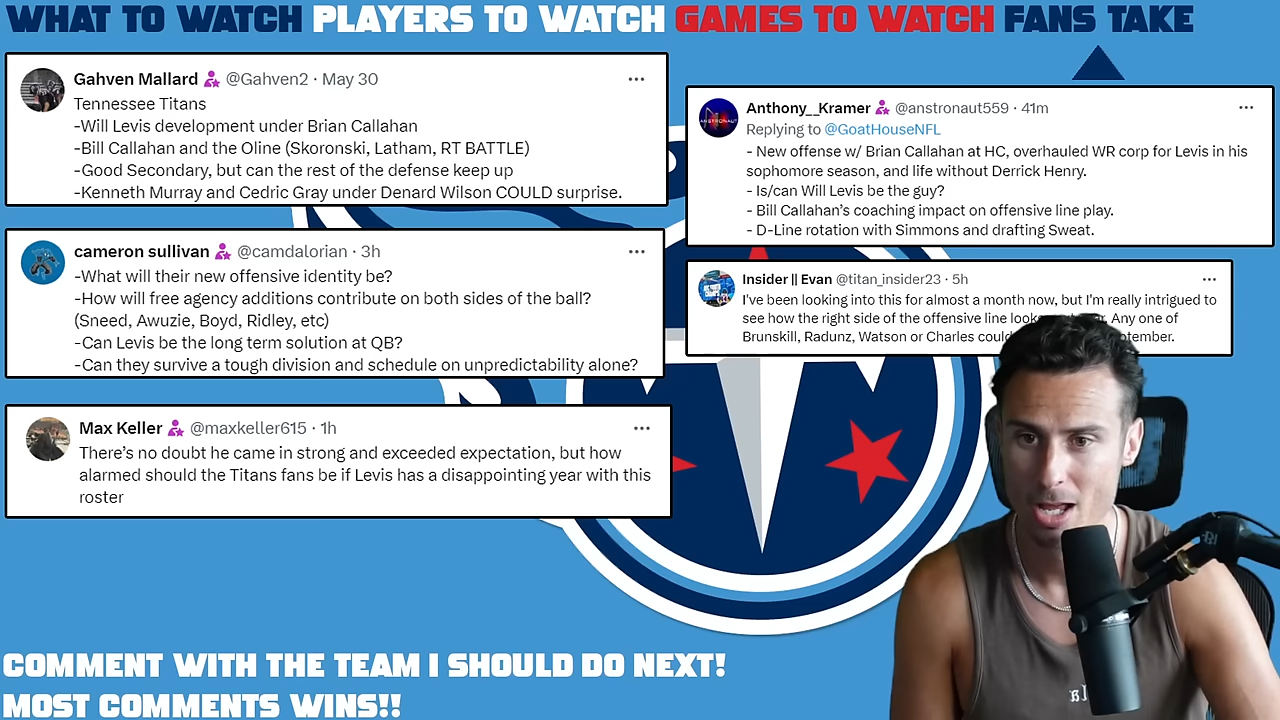 WHAT TO WATCH PLAYERS TO WATCH GAMES TO WATCH FANS TAKE
Gahven Mallard @Gahven2 · May 30
Tennessee Titans
-Will Levis development under Brian Callahan
-Bill Callahan and the Oline (Skoronski, Latham, RT BATTLE)
-Good Secondary, but can the rest of the defense keep up
-Kenneth Murray and Cedric Gray under Denard Wilson COULD surprise.
cameron sullivan @camdalorian · 3h
-What will their new offensive identity be?
-How will free agency additions contribute on both sides of the ball?
(Sneed, Awuzie, Boyd, Ridley, etc)
-Can Levis be the long term solution at QB?
-Can they survive a tough division and schedule on unpredictability alone?
Max Keller @maxkeller615 · 1h
There's no doubt he came in strong and exceeded expectation, but how
alarmed should the Titans fans be if Levis has a disappointing year with this
roster
Anthony__Kramer @anstronaut559 · 41m
Replying to @GoatHouseNFL
- New offense w/ Brian Callahan at HC, overhauled WR corp for Levis in his
sophomore season, and life without Derrick Henry.
- Is/can Will Levis be the guy?
- Bill Callahan's coaching impact on offensive line play.
- D-Line rotation with Simmons and drafting Sweat.
Insider || Evan @titan_insider23 · 5h
I've been looking into this for almost a month now, but I'm really intrigued to
see how the right side of the offensive line Any one of
Brunskill, Radunz, Watson or Charles
COMMENT WITH THE TEAM I SHOULD DO NEXT!
MOST COMMENTS WINS!!